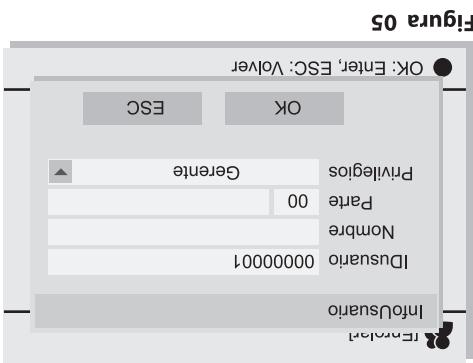 [Enrolar]
InfoUsuario
IDusuario 00000001
Nombre
Parte 00
Privilegios Gerente
OK ESC
OK: Enter, ESC: Volver
Figura 05